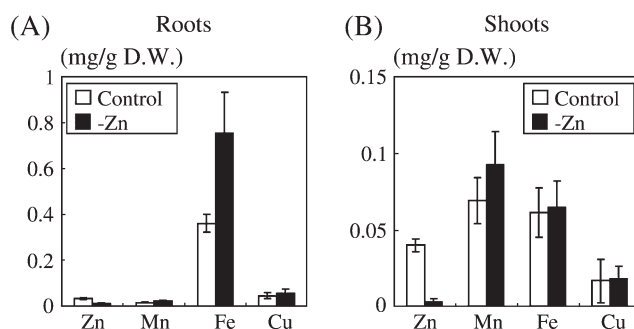 (A) Roots
(mg/g D.W.)
1
0.8
0.6
0.4
0.2
0
Control
-Zn
Zn Mn Fe Cu
(B) Shoots
(mg/g D.W.)
0.15
0.1
0.05
0
Control
-Zn
Zn Mn Fe Cu